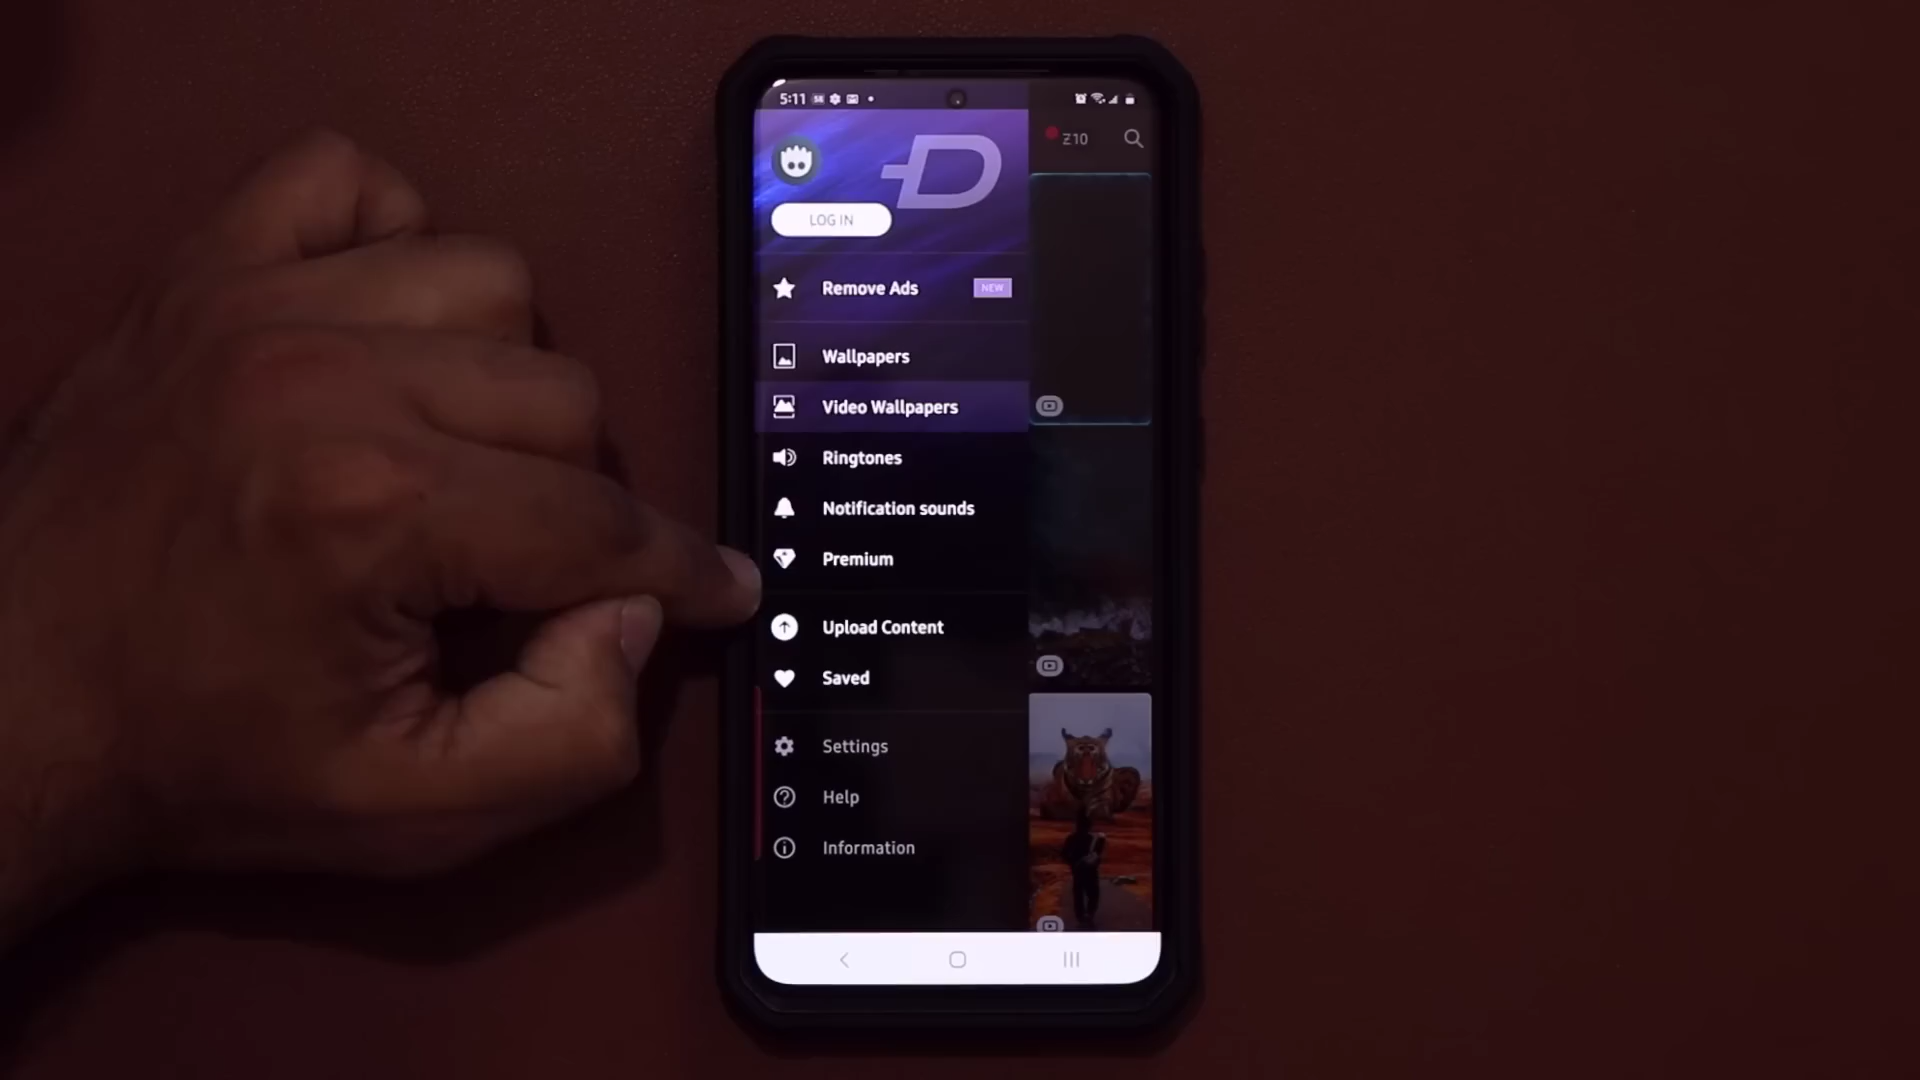 5:11
Z10
LOG IN
Remove Ads NEW
Wallpapers
Video Wallpapers
Ringtones
Notification sounds
Premium
Upload Content
Saved
Settings
Help
Information